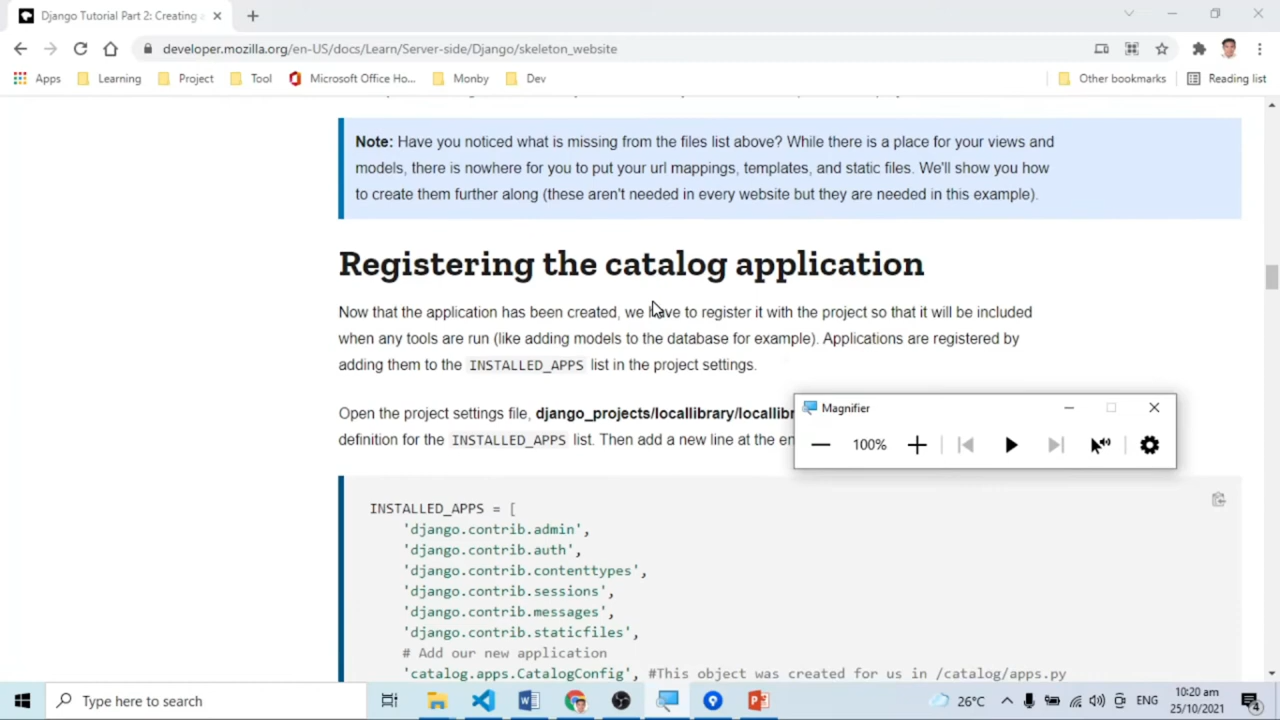 Django Tutorial Part 2: Creating a
developer.mozilla.org/en-US/docs/Learn/Server-side/Django/skeleton_website
Apps Learning Project Tool Microsoft Office Ho... Monby Dev Other bookmarks Reading list
Note: Have you noticed what is missing from the files list above? While there is a place for your views and
models, there is nowhere for you to put your url mappings, templates, and static files. We'll show you how
to create them further along (these aren't needed in every website but they are needed in this example).
Registering the catalog application
Now that the application has been created, we have to register it with the project so that it will be included
when any tools are run (like adding models to the database for example). Applications are registered by
adding them to the INSTALLED_APPS list in the project settings.
Open the project settings file, django_projects/locallibrary/locallibr
definition for the INSTALLED_APPS list. Then add a new line at the en
Magnifier
100%
INSTALLED_APPS = [
'django.contrib.admin',
'django.contrib.auth',
'django.contrib.contenttypes',
'django.contrib.sessions',
'django.contrib.messages',
'django.contrib.staticfiles',
# Add our new application
'catalog.apps.CatalogConfig', #This object was created for us in /catalog/apps.py
Type here to search
26°C ENG
10:20 am
25/10/2021
4